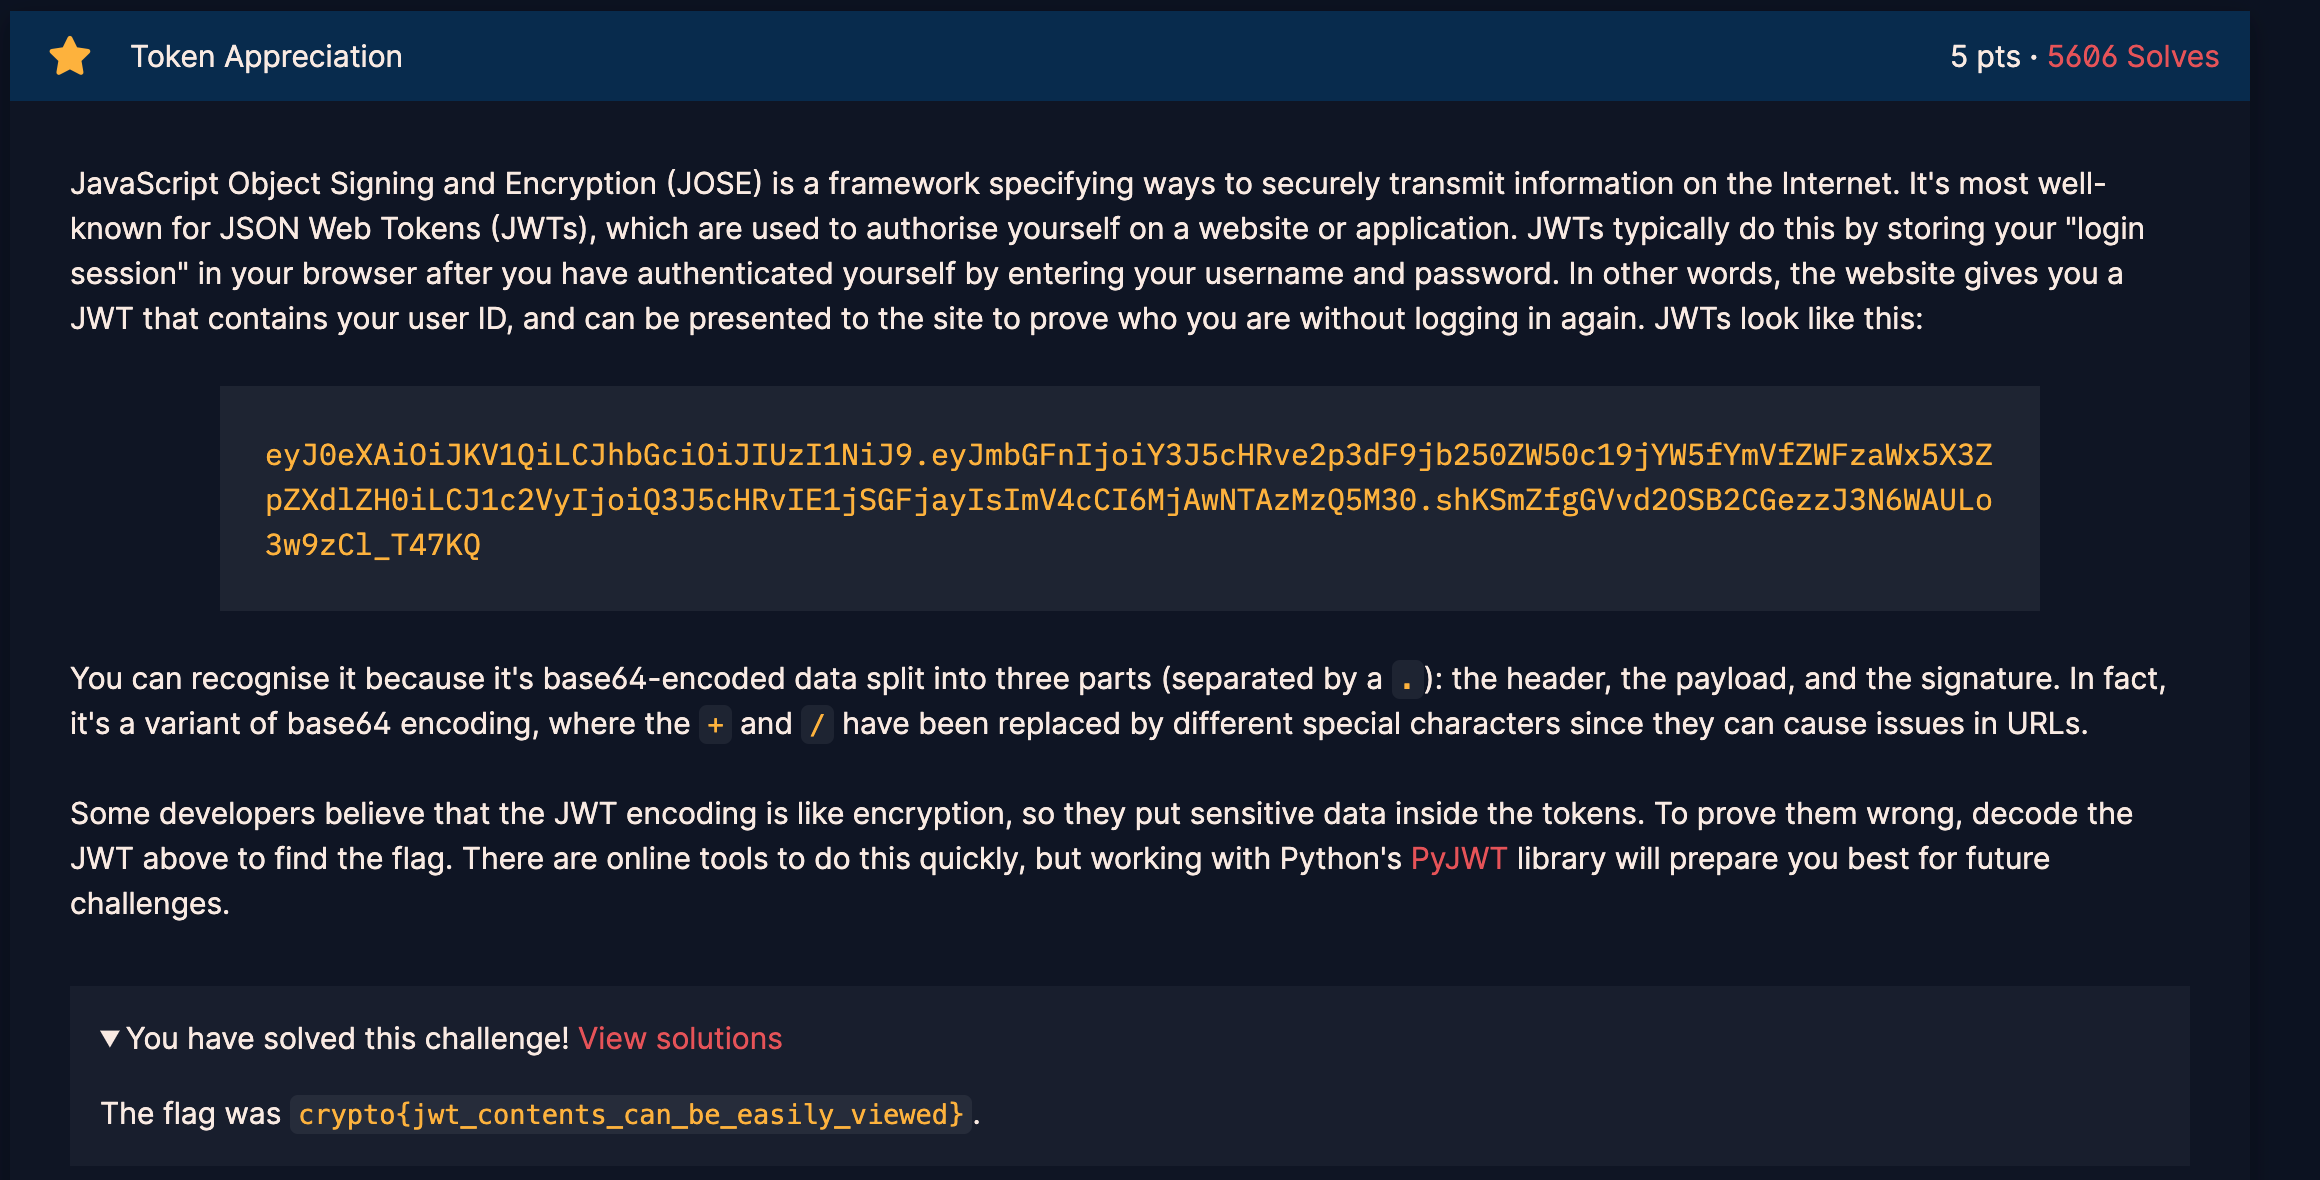 Token Appreciation
5 pts · 5606 Solves
JavaScript Object Signing and Encryption (JOSE) is a framework specifying ways to securely transmit information on the Internet. It's most well-
known for JSON Web Tokens (JWTs), which are used to authorise yourself on a website or application. JWTs typically do this by storing your "login
session" in your browser after you have authenticated yourself by entering your username and password. In other words, the website gives you a
JWT that contains your user ID, and can be presented to the site to prove who you are without logging in again. JWTs look like this:
eyJ0eXAiOiJKV1QiLCJhbGciOiJIUzI1NiJ9.eyJmbGFnIjoiY3J5cHRve2p3dF9jb250ZW50c19jYW5fYmVfZWFzaWx5X3Z
pZXdlZH0iLCJ1c2VyIjoiQ3J5cHRvIE1jSGFjayIsImV4cCI6MjAwNTAzMzQ5M30.shKSmZfgGVvd2OSB2CGezzJ3N6WAULo
3w9zCl_T47KQ
You can recognise it because it's base64-encoded data split into three parts (separated by a .): the header, the payload, and the signature. In fact,
it's a variant of base64 encoding, where the + and / have been replaced by different special characters since they can cause issues in URLs.
Some developers believe that the JWT encoding is like encryption, so they put sensitive data inside the tokens. To prove them wrong, decode the
JWT above to find the flag. There are online tools to do this quickly, but working with Python's PyJWT library will prepare you best for future
challenges.
▼ You have solved this challenge! View solutions
The flag was crypto{jwt_contents_can_be_easily_viewed}.